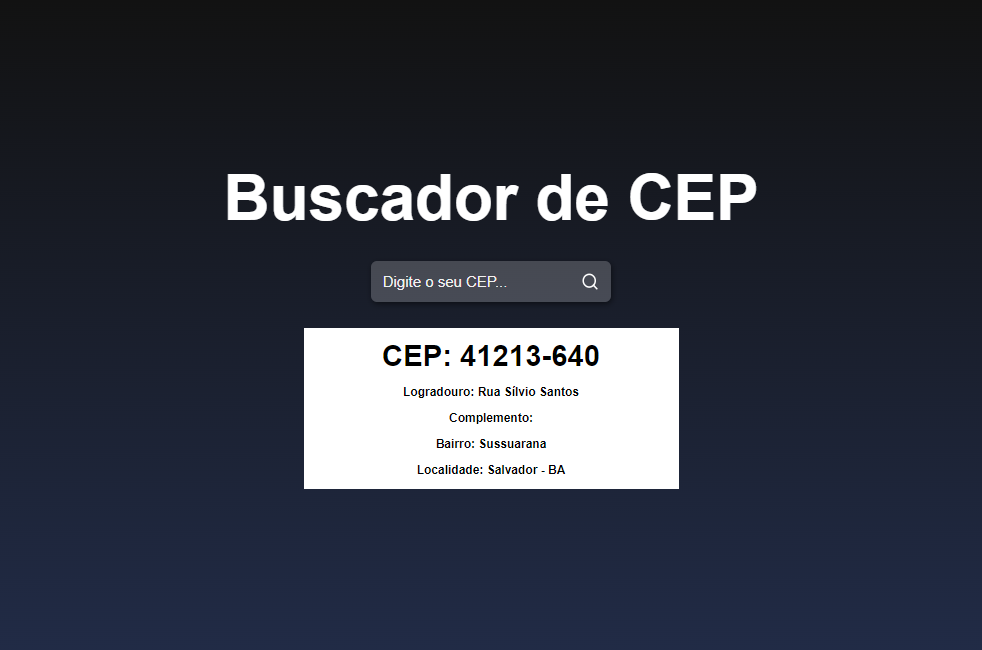 Buscador de CEP
Digite o seu CEP...
CEP: 41213-640
Logradouro: Rua Sílvio Santos
Complemento:
Bairro: Sussuarana
Localidade: Salvador - BA